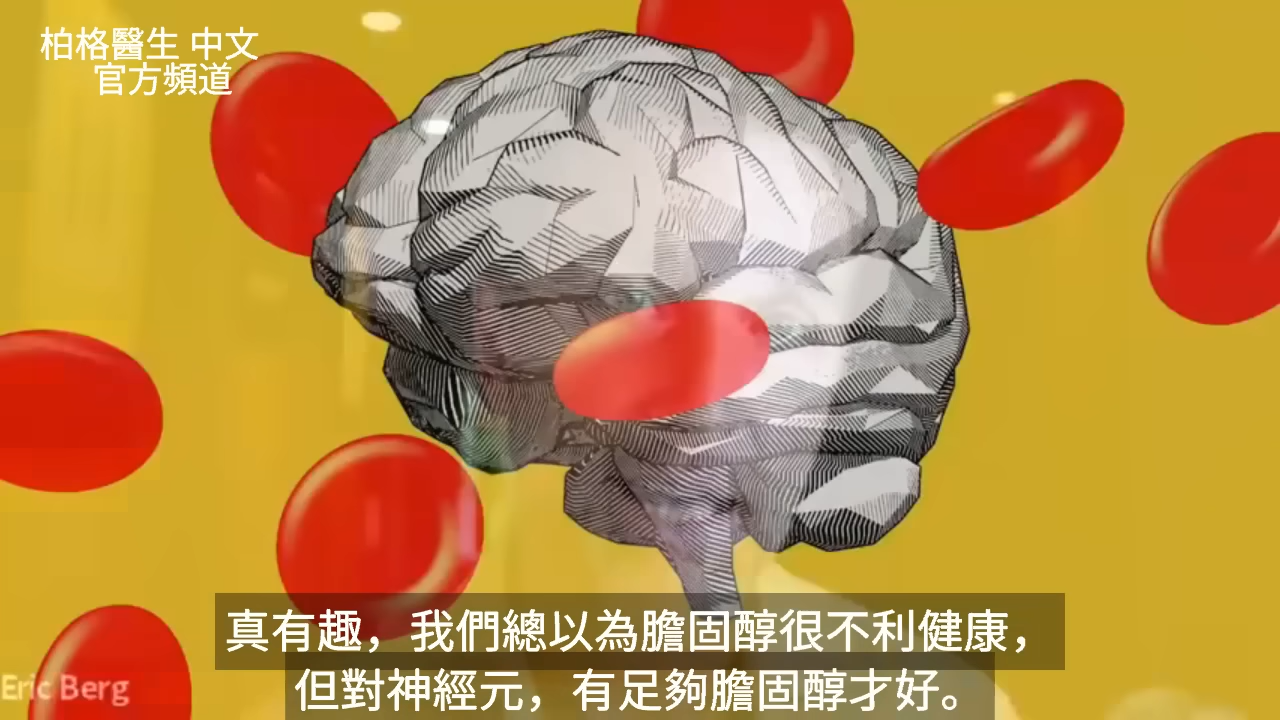 柏格醫生 中文
官方頻道
真有趣，我們總以為膽固醇很不利健康，
但對神經元，有足夠膽固醇才好。
Eric Berg